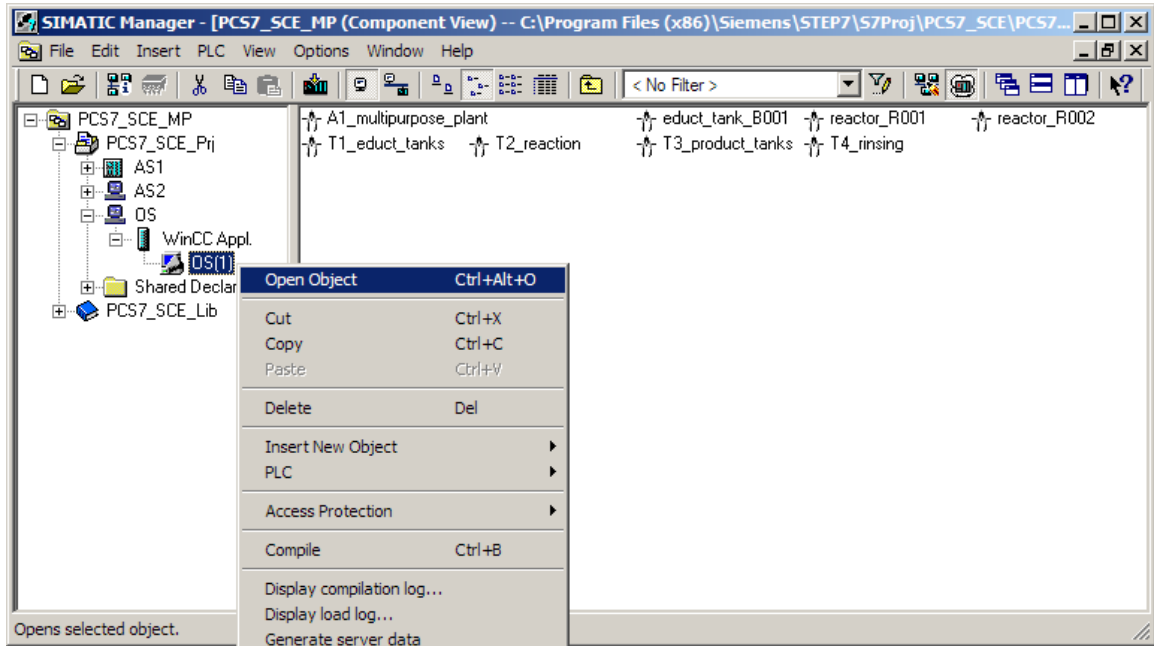 SIMATIC Manager - [PCS7_SCE_MP (Component View) -- C:\Program Files (x86)\Siemens\STEP7\S7Proj\PCS7_SCE\PCS7...
File Edit Insert PLC View Options Window Help
< No Filter >
PCS7_SCE_MP
PCS7_SCE_Prj
AS1
AS2
OS
WinCC Appl.
OS(1)
Shared Declar
PCS7_SCE_Lib
A1_multipurpose_plant educt_tank_B001 reactor_R001 reactor_R002
T1_educt_tanks T2_reaction T3_product_tanks T4_rinsing
Open Object Ctrl+Alt+O
Cut Ctrl+X
Copy Ctrl+C
Paste Ctrl+V
Delete Del
Insert New Object
PLC
Access Protection
Compile Ctrl+B
Display compilation log...
Display load log...
Generate server data
Opens selected object.